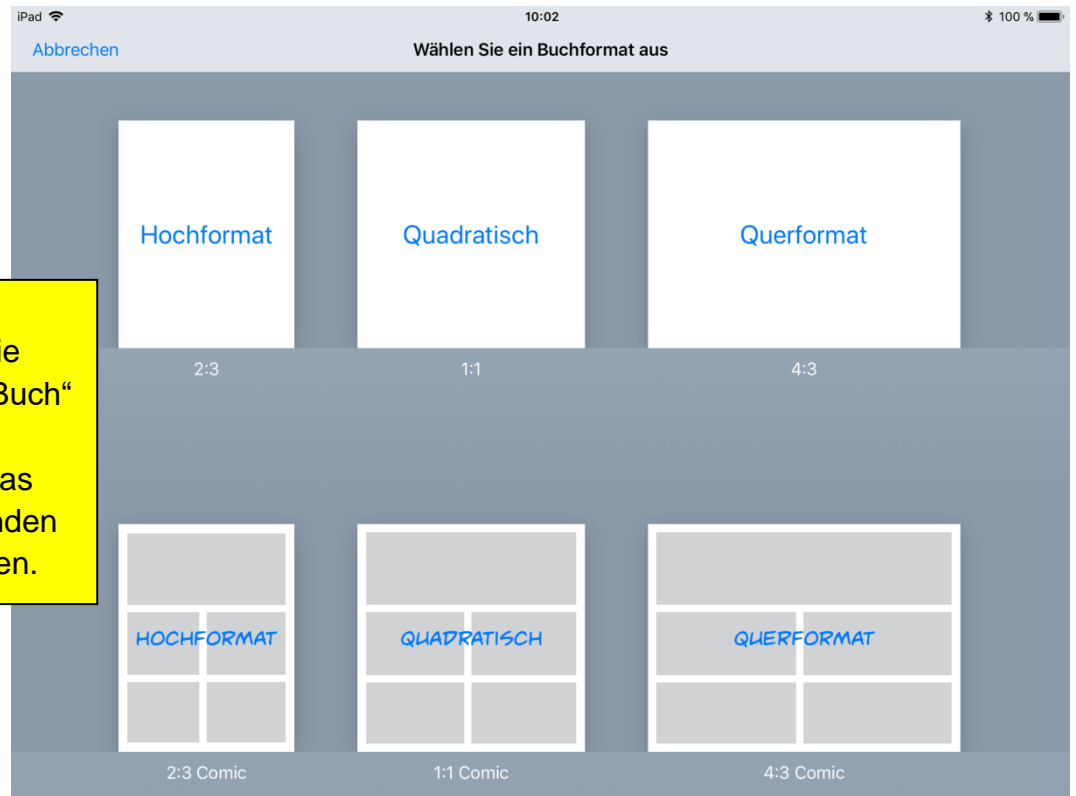 iPad 10:02 100 %
Abbrechen Wählen Sie ein Buchformat aus
Hochformat Quadratisch Querformat
2:3 1:1 4:3
Buch“
HOCHFORMAT QUADRATISCH QUERFORMAT
2:3 Comic 1:1 Comic 4:3 Comic